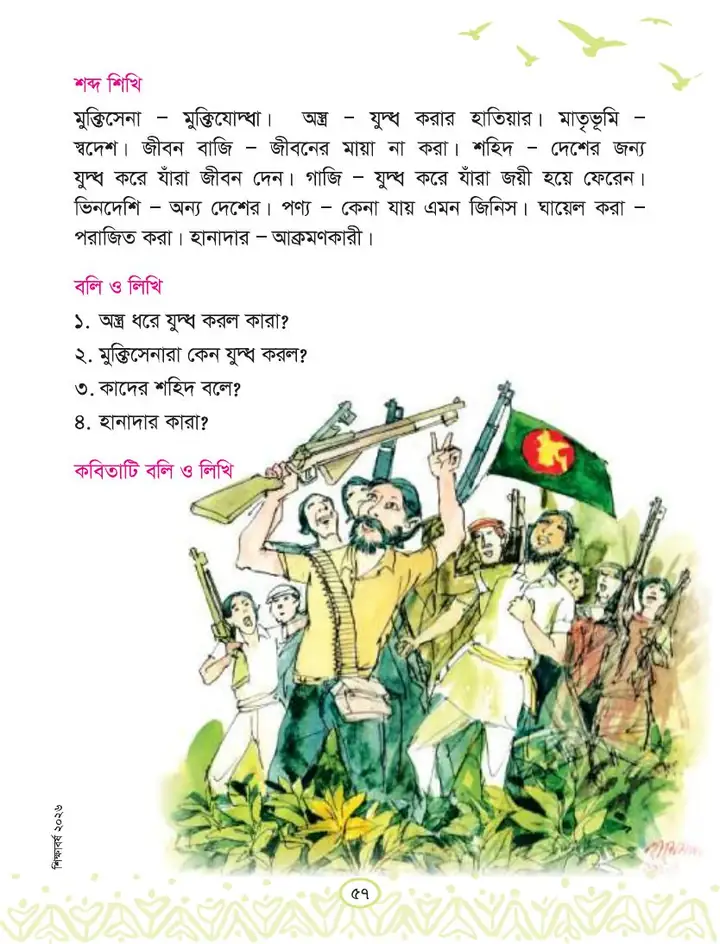 শব্দ শিখি
মুক্তিসেনা – মুক্তিযোদ্ধা। অস্ত্র – যুদ্ধ করার হাতিয়ার। মাতৃভূমি –
স্বদেশ। জীবন বাজি – জীবনের মায়া না করা। শহিদ – দেশের জন্য
যুদ্ধ করে যাঁরা জীবন দেন। গাজি – যুদ্ধ করে যাঁরা জয়ী হয়ে ফেরেন।
ভিনদেশি – অন্য দেশের। পণ্য – কেনা যায় এমন জিনিস। ঘায়েল করা –
পরাজিত করা। হানাদার – আক্রমণকারী।
বলি ও লিখি
১. অস্ত্র ধরে যুদ্ধ করল কারা?
২. মুক্তিসেনারা কেন যুদ্ধ করল?
৩. কাদের শহিদ বলে?
৪. হানাদার কারা?
কবিতাটি বলি ও লিখি
শিক্ষাবর্ষ ২০২৬
৫৭